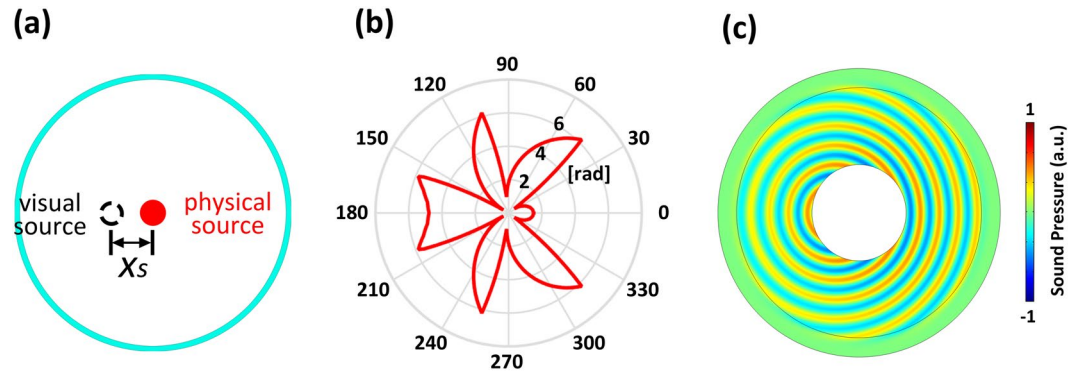 (a)
visual
source
physical
source
xs
(b)
90
120
60
150
30
6
4
[rad]
2
180
0
210
330
240
300
270
(c)
1
Sound Pressure (a.u.)
-1